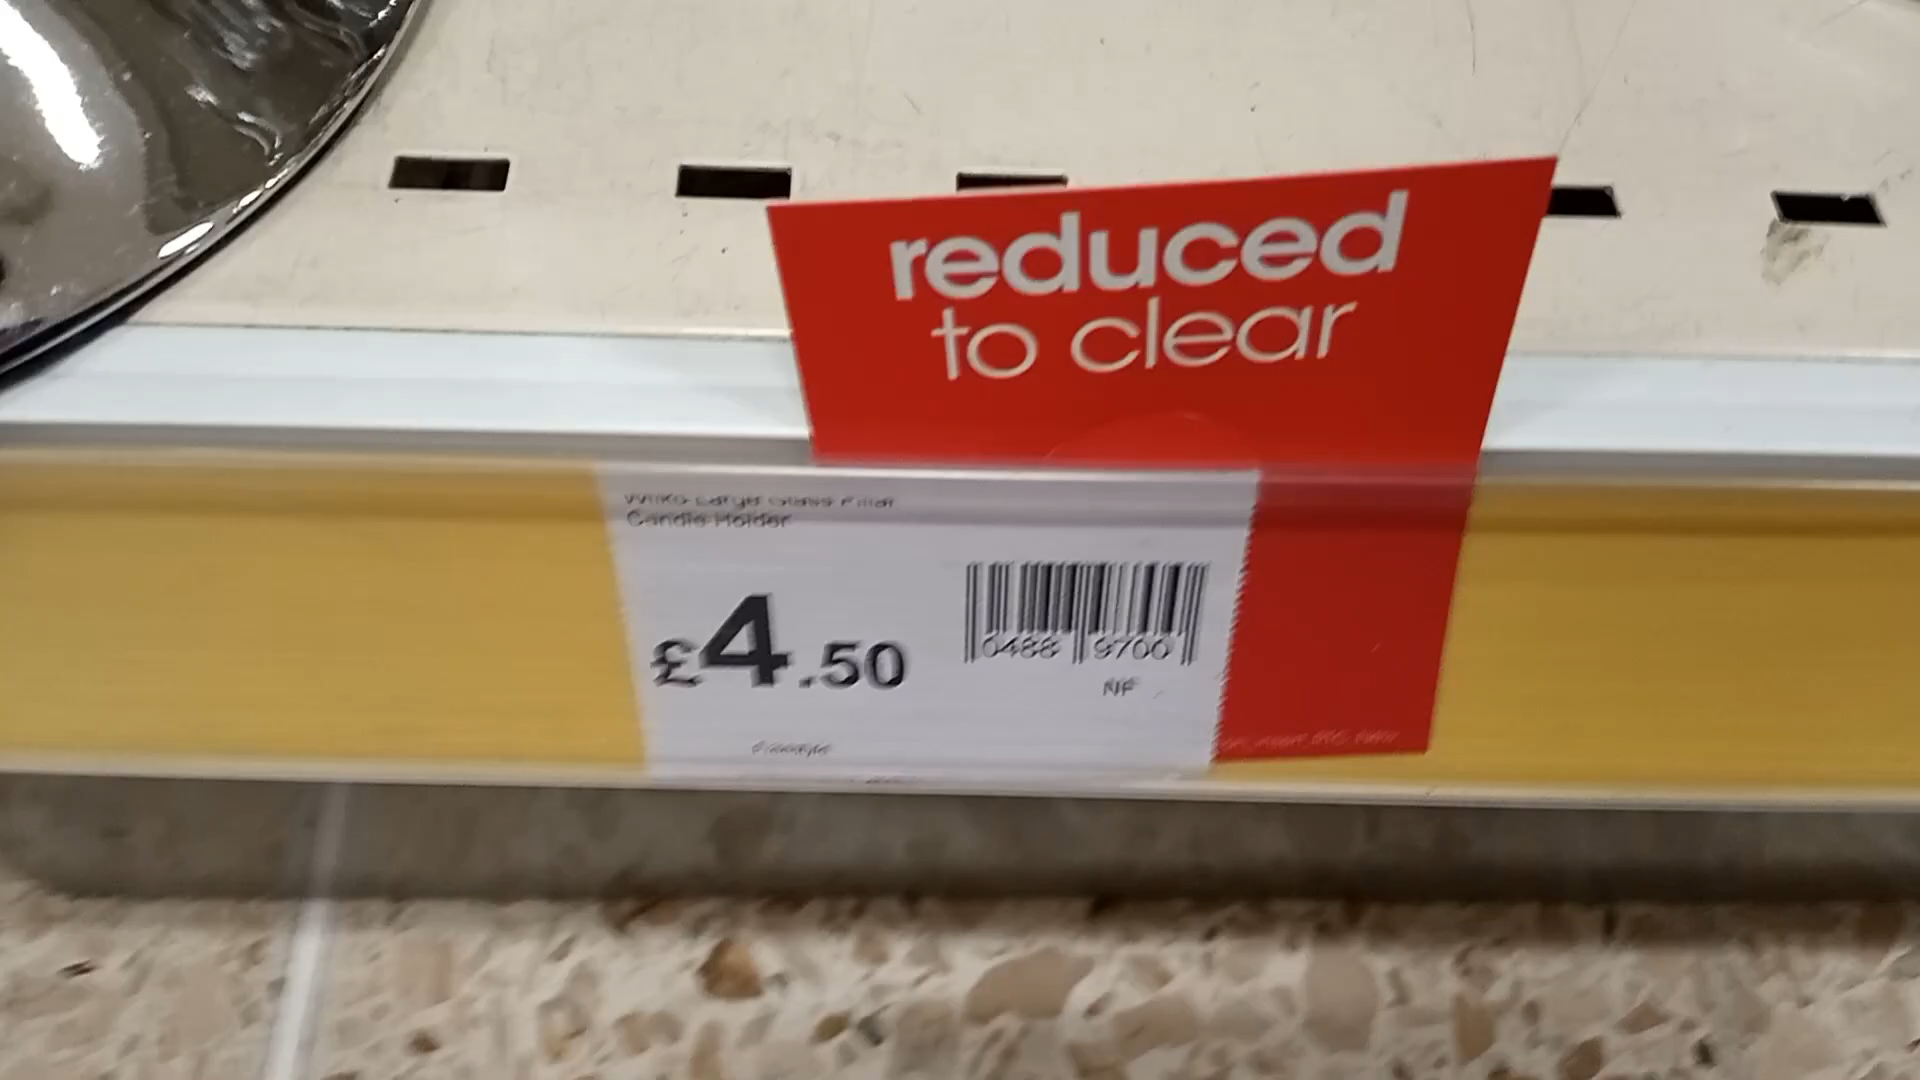 reduced
to clear
Wilko Large Glass Pillar
Candle Holder
£4.50
0488 9700
NF